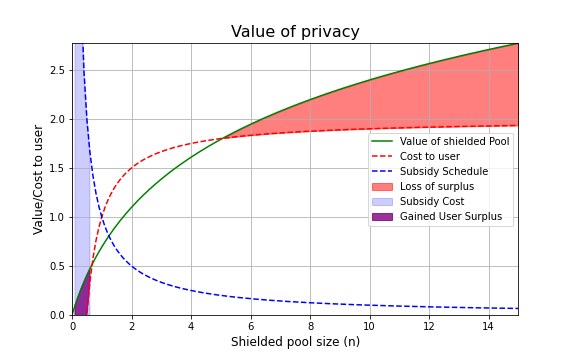 Value of privacy
Value/Cost to user
2.5
2.0
1.5
1.0
0.5
0.0
Value of shielded Pool
Cost to user
Subsidy Schedule
Loss of surplus
Subsidy Cost
Gained User Surplus
0 2 4 6 8 10 12 14
Shielded pool size (n)